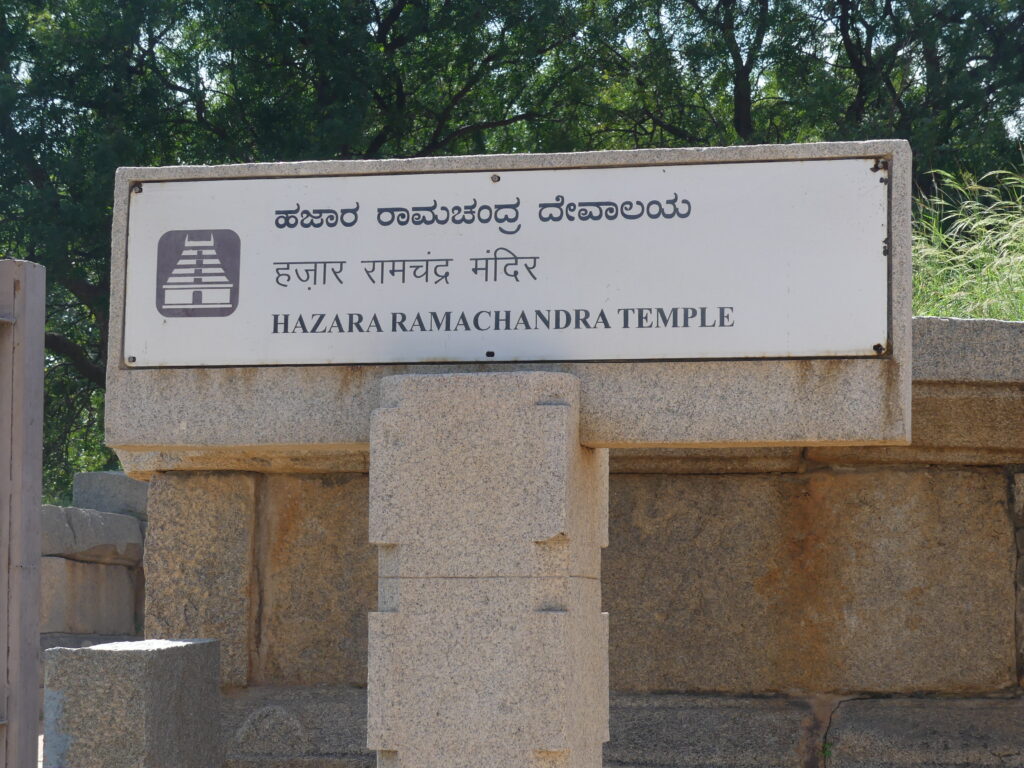 ಹಜಾರ ರಾಮಚಂದ್ರ ದೇವಾಲಯ
हज़ार रामचंद्र मंदिर
HAZARA RAMACHANDRA TEMPLE